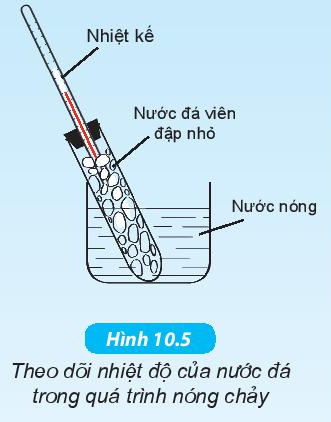 Nhiệt kế
Nước đá viên
đập nhỏ
Nước nóng
Hình 10.5
Theo dõi nhiệt độ của nước đá
trong quá trình nóng chảy